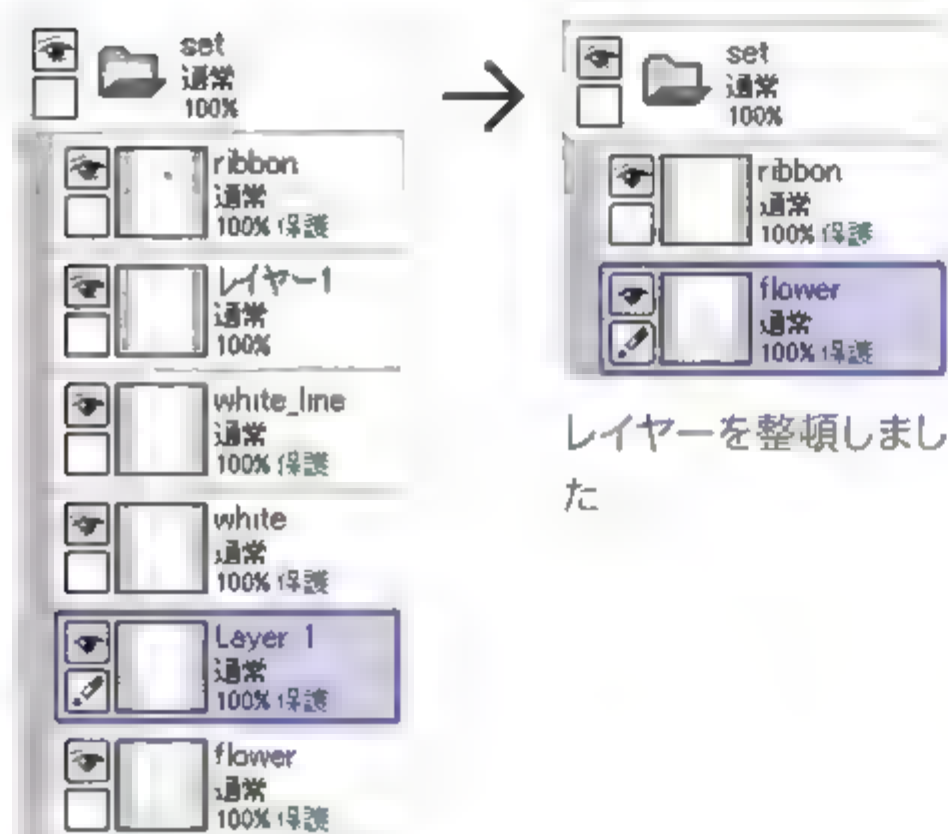 set
通常
100%
ribbon
通常
100% 保護
レイヤー1
通常
100%
white_line
通常
100% 保護
white
通常
100% 保護
Layer 1
通常
100% 保護
flower
通常
100% 保護
set
通常
100%
ribbon
通常
100% 保護
flower
通常
100% 保護
レイヤーを整頓しまし
た